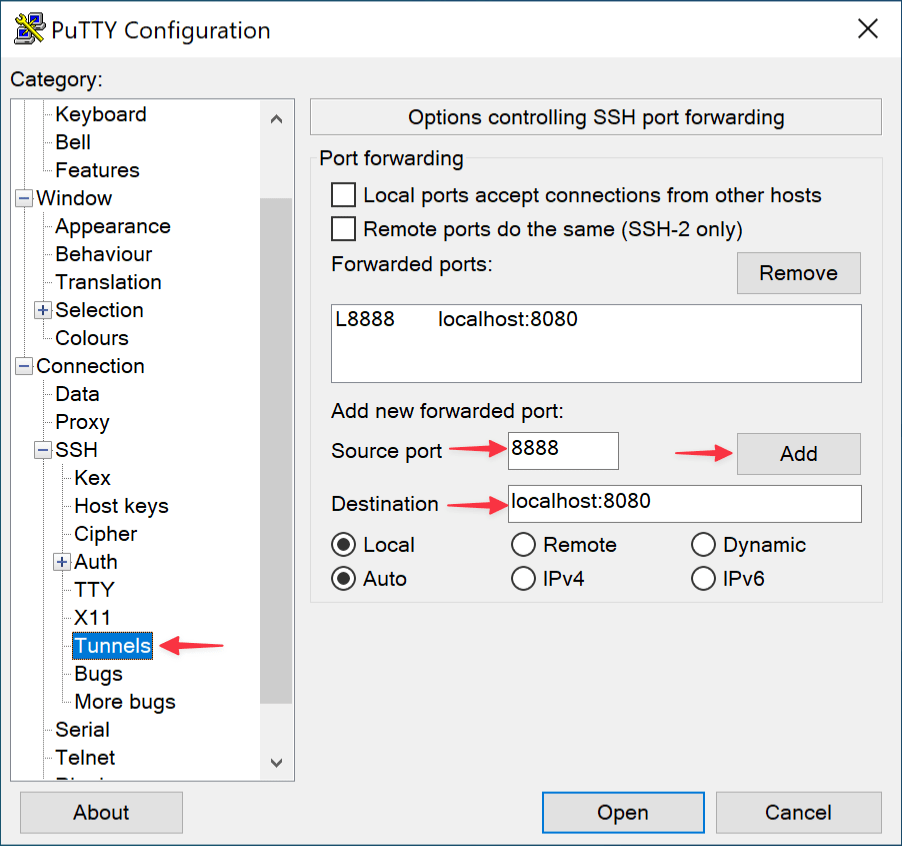 PuTTY Configuration
Category:
Keyboard
Bell
Features
Window
Appearance
Behaviour
Translation
Selection
Colours
Connection
Data
Proxy
SSH
Kex
Host keys
Cipher
Auth
TTY
X11
Tunnels
Bugs
More bugs
Serial
Telnet
Options controlling SSH port forwarding
Port forwarding
Local ports accept connections from other hosts
Remote ports do the same (SSH-2 only)
Forwarded ports:
Remove
L8888 localhost:8080
Add new forwarded port:
Source port 8888 Add
Destination localhost:8080
Local Remote Dynamic
Auto IPv4 IPv6
About Open Cancel